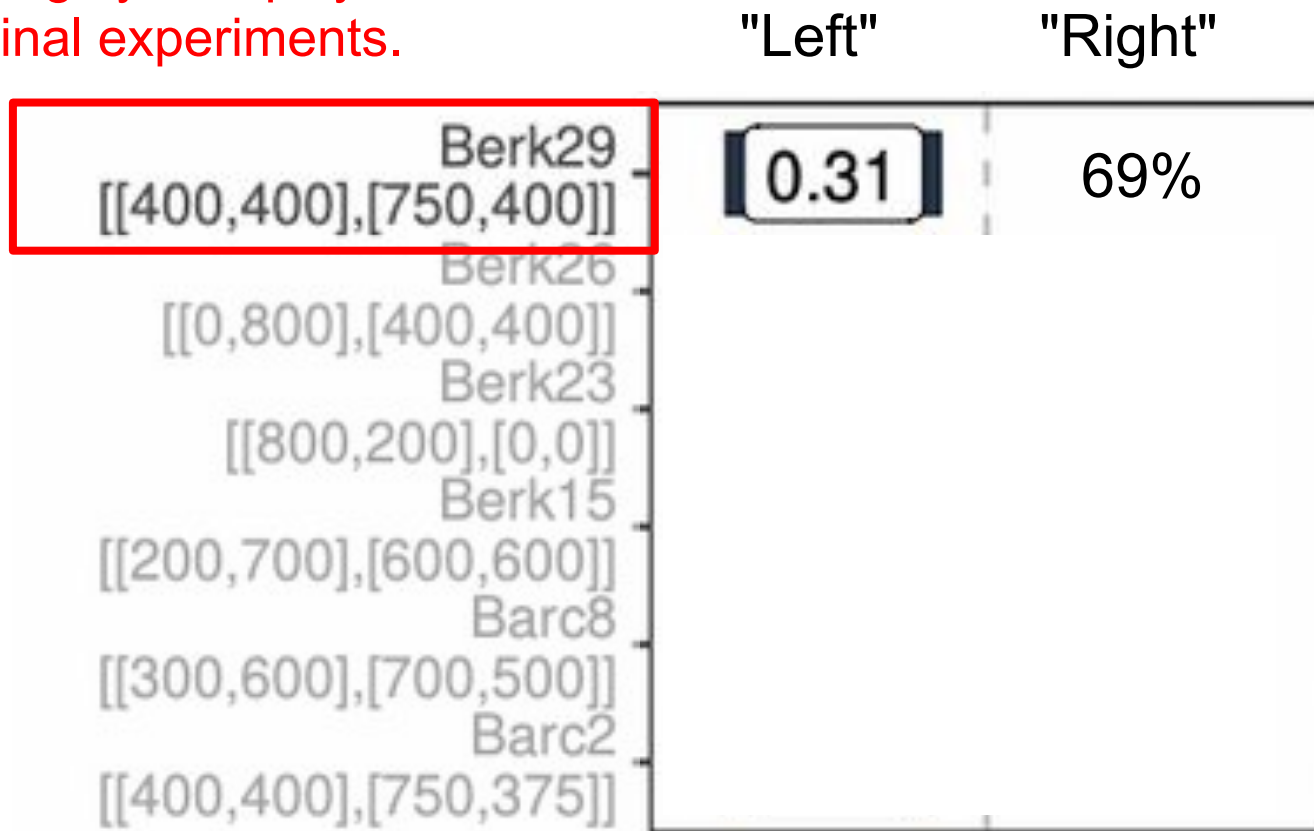 inal experiments.
"Left" "Right"
Berk29
[[400,400],[750,400]]
0.31 69%
Berk26
[[0,800],[400,400]]
Berk23
[[800,200],[0,0]]
Berk15
[[200,700],[600,600]]
Barc8
[[300,600],[700,500]]
Barc2
[[400,400],[750,375]]